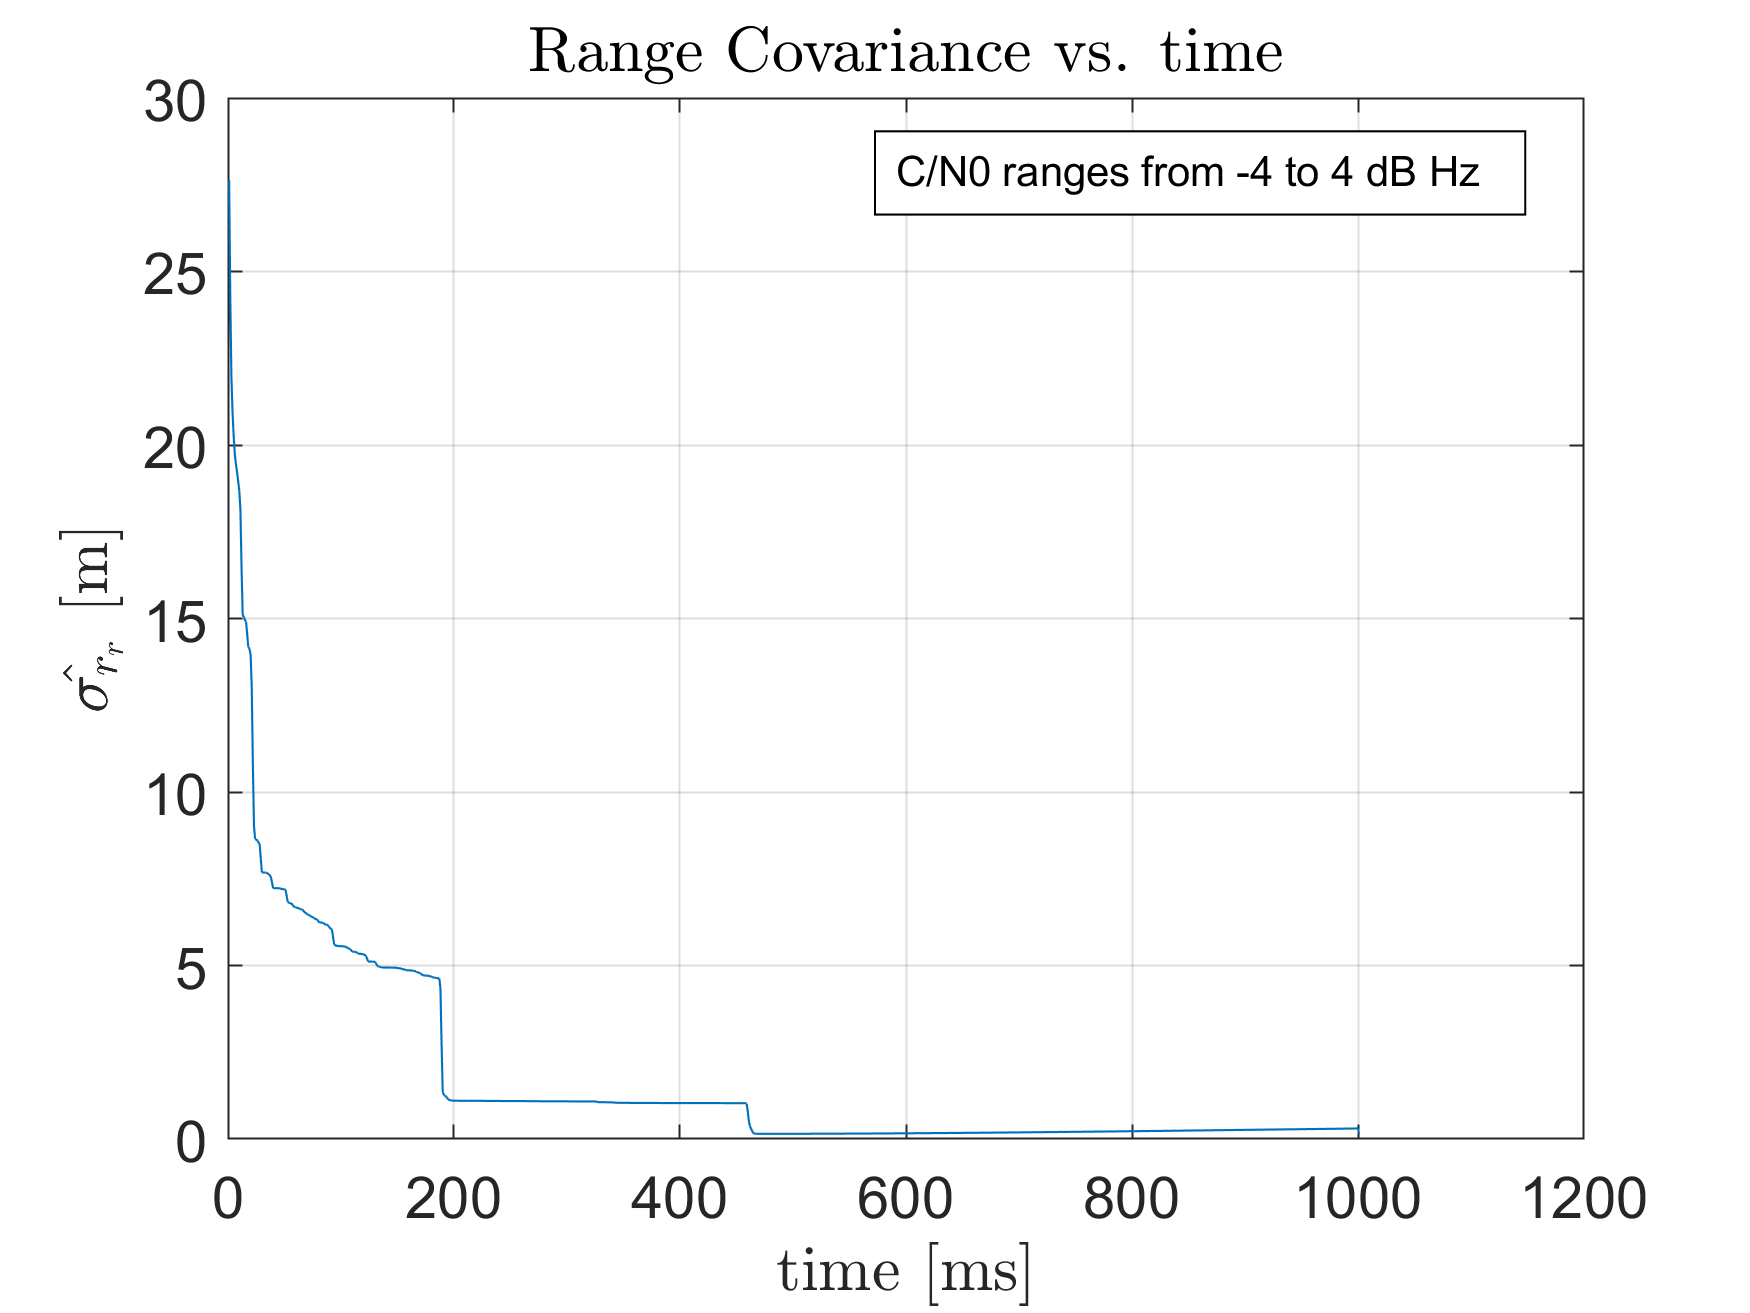 Range Covariance vs. time
C/N0 ranges from -4 to 4 dB Hz
30
25
20
15
10
5
0
σ̂_{r_r} [m]
0 200 400 600 800 1000 1200
time [ms]